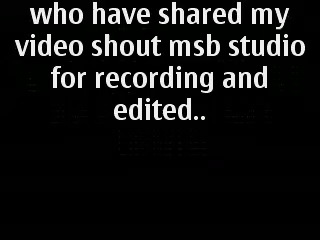 who have shared my
video shout msb studio
for recording and
edited..